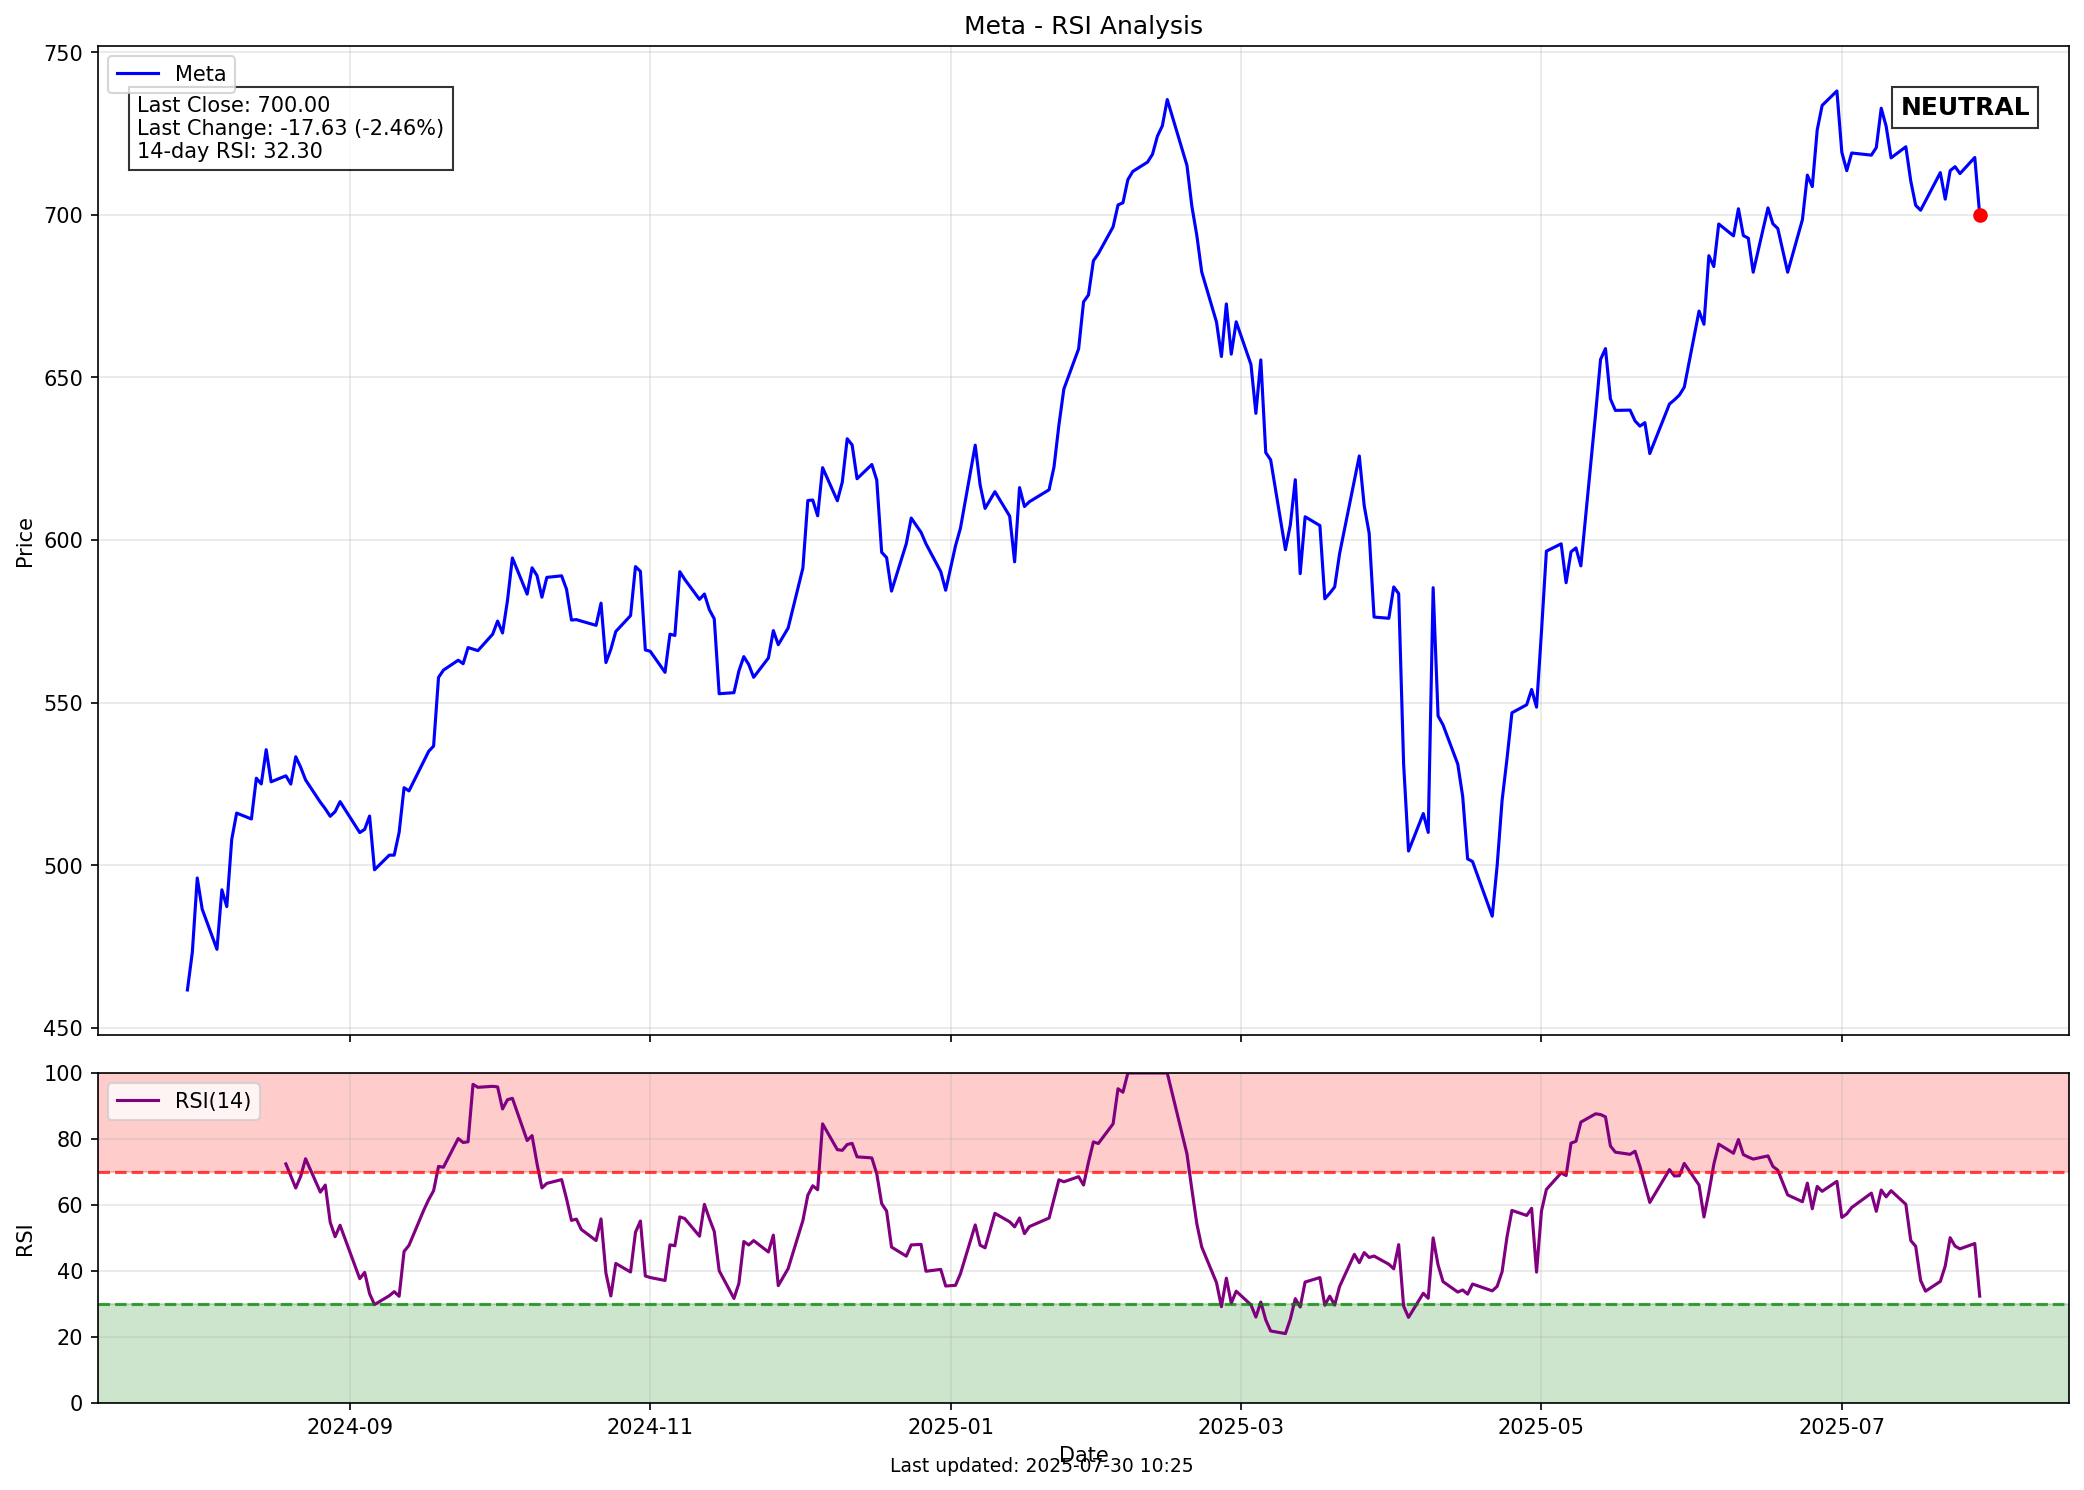 Meta - RSI Analysis
Meta
Last Close: 700.00
Last Change: -17.63 (-2.46%)
14-day RSI: 32.30
NEUTRAL
750
700
650
600
550
500
450
Price
RSI(14)
100
80
60
40
20
0
RSI
2024-09
2024-11
2025-01
2025-03
2025-05
2025-07
Date
Last updated: 2025-07-30 10:25